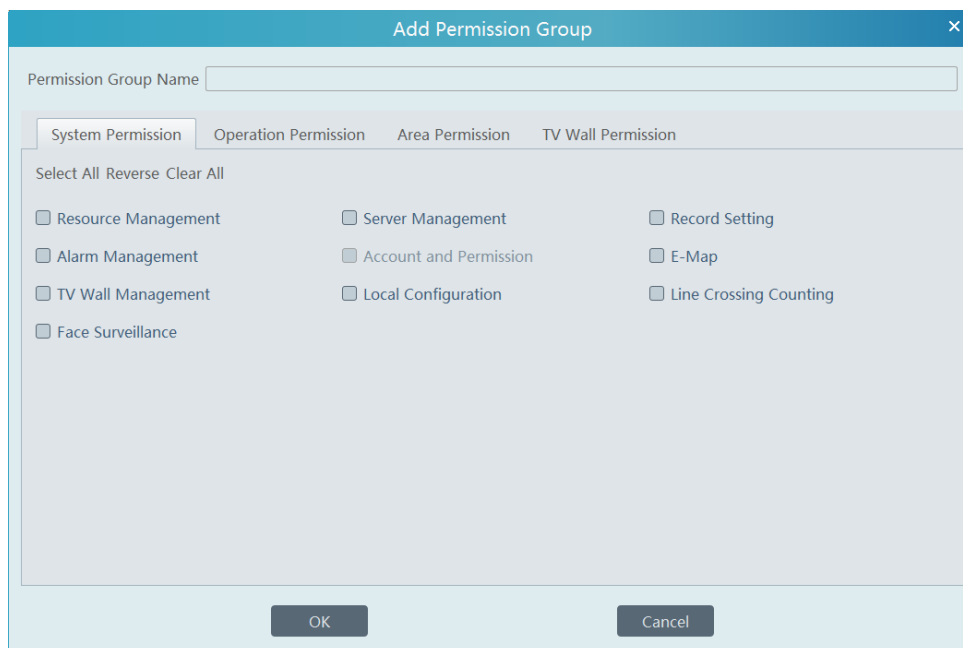 Add Permission Group
Permission Group Name
System Permission Operation Permission Area Permission TV Wall Permission
Select All Reverse Clear All
Resource Management Server Management Record Setting
Alarm Management Account and Permission E-Map
TV Wall Management Local Configuration Line Crossing Counting
Face Surveillance
OK Cancel